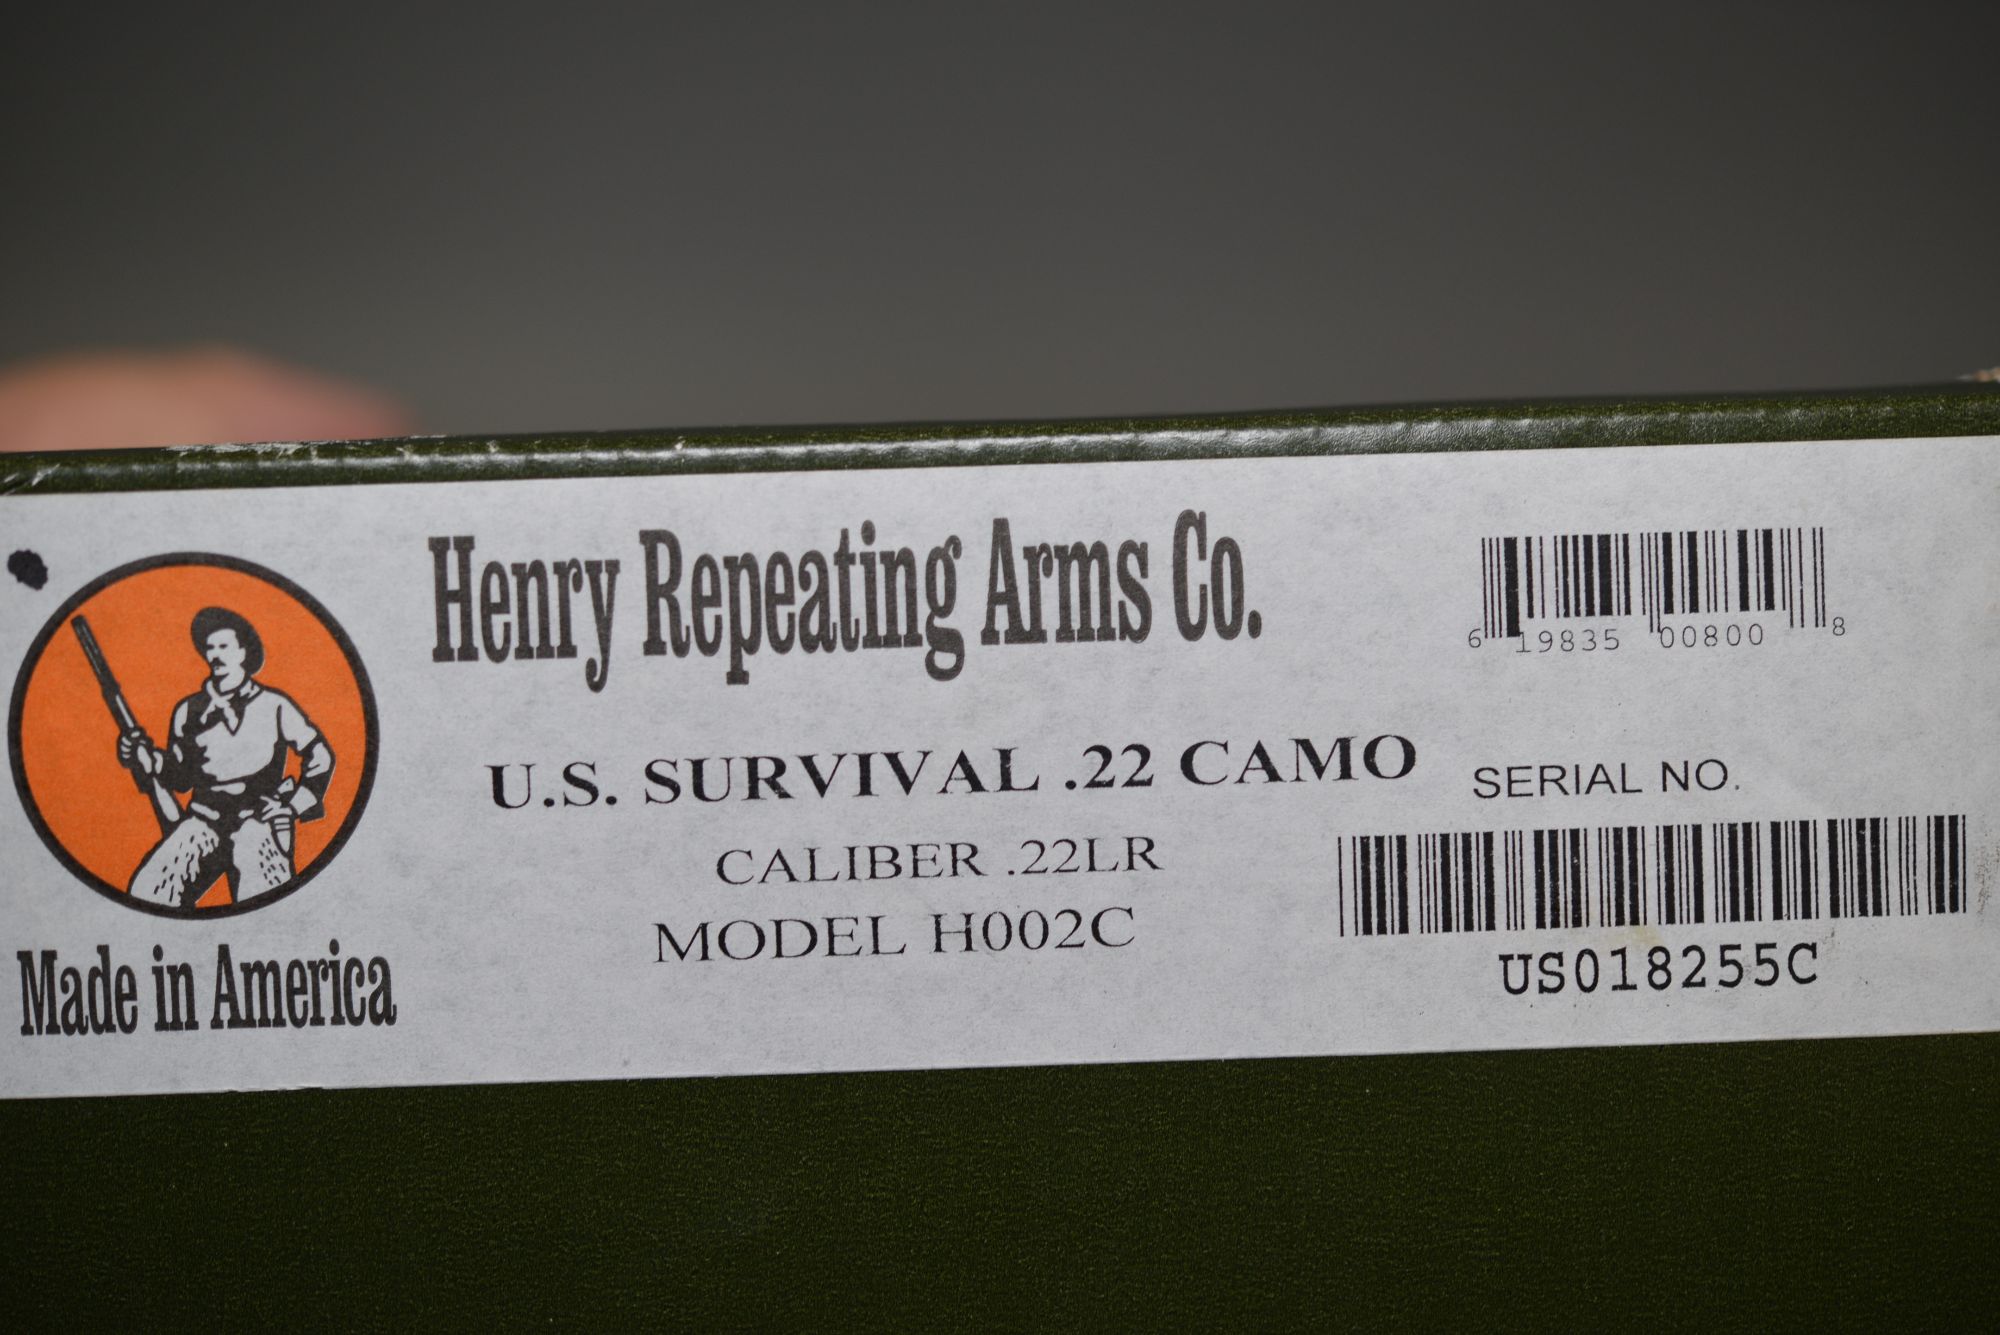 Henry Repeating Arms Co.
6 19835 00800 8
U.S. SURVIVAL .22 CAMO
SERIAL NO.
CALIBER .22LR
MODEL H002C
US018255C
Made in America